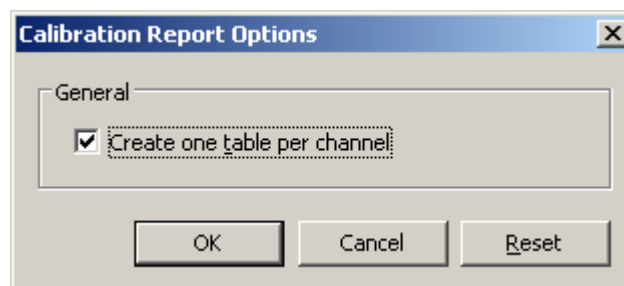 Calibration Report Options
General
Create one table per channel
OK
Cancel
Reset